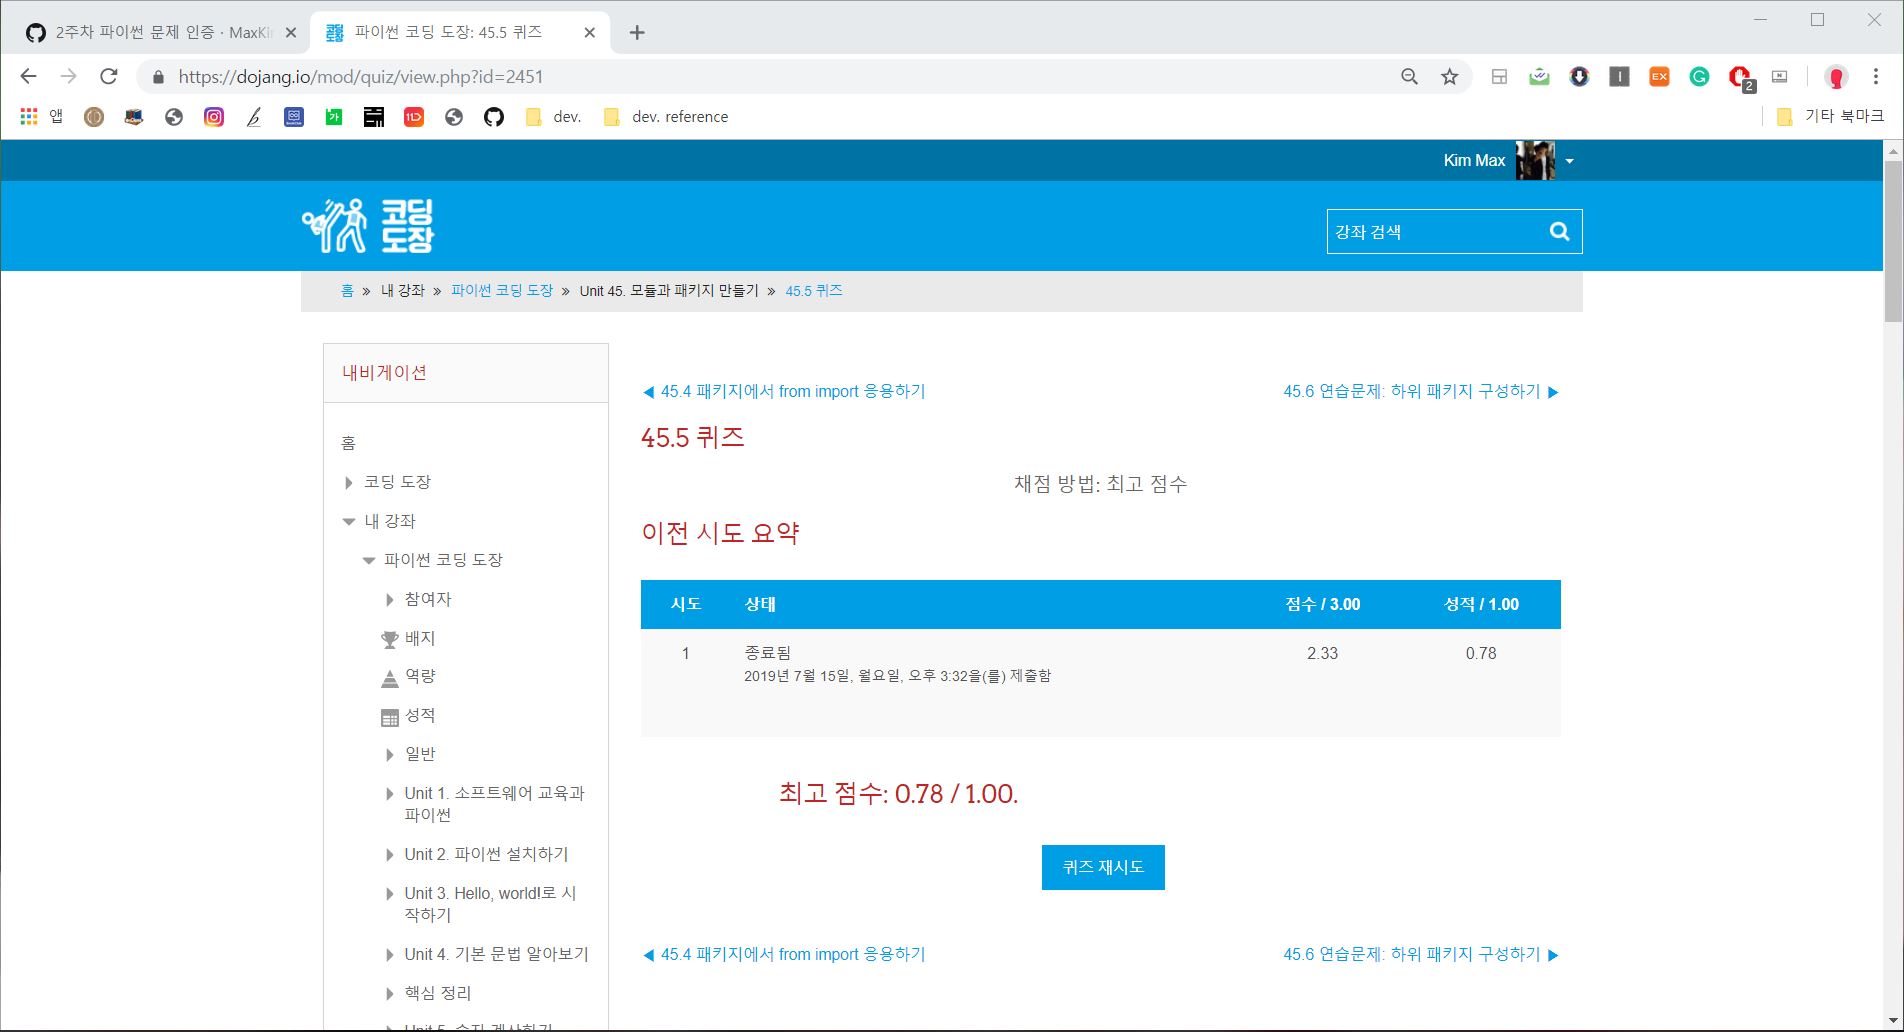 2주차 파이썬 문제 인증 · MaxKi
파이썬 코딩 도장: 45.5 퀴즈
https://dojang.io/mod/quiz/view.php?id=2451
EX
2
앱
가
11
dev.
dev. reference
기타 북마크
Kim Max
코딩
도장
강좌 검색
홈 » 내 강좌 » 파이썬 코딩 도장 » Unit 45. 모듈과 패키지 만들기 » 45.5 퀴즈
내비게이션
홈
코딩 도장
내 강좌
파이썬 코딩 도장
참여자
배지
역량
성적
일반
Unit 1. 소프트웨어 교육과
파이썬
Unit 2. 파이썬 설치하기
Unit 3. Hello, world!로 시
작하기
Unit 4. 기본 문법 알아보기
핵심 정리
Unit 5. 숫자 계산하기
◀ 45.4 패키지에서 from import 응용하기
45.6 연습문제: 하위 패키지 구성하기 ▶
45.5 퀴즈
채점 방법: 최고 점수
이전 시도 요약
시도 상태 점수 / 3.00 성적 / 1.00
1 종료됨 2.33 0.78
2019년 7월 15일, 월요일, 오후 3:32을(를) 제출함
최고 점수: 0.78 / 1.00.
퀴즈 재시도
◀ 45.4 패키지에서 from import 응용하기
45.6 연습문제: 하위 패키지 구성하기 ▶